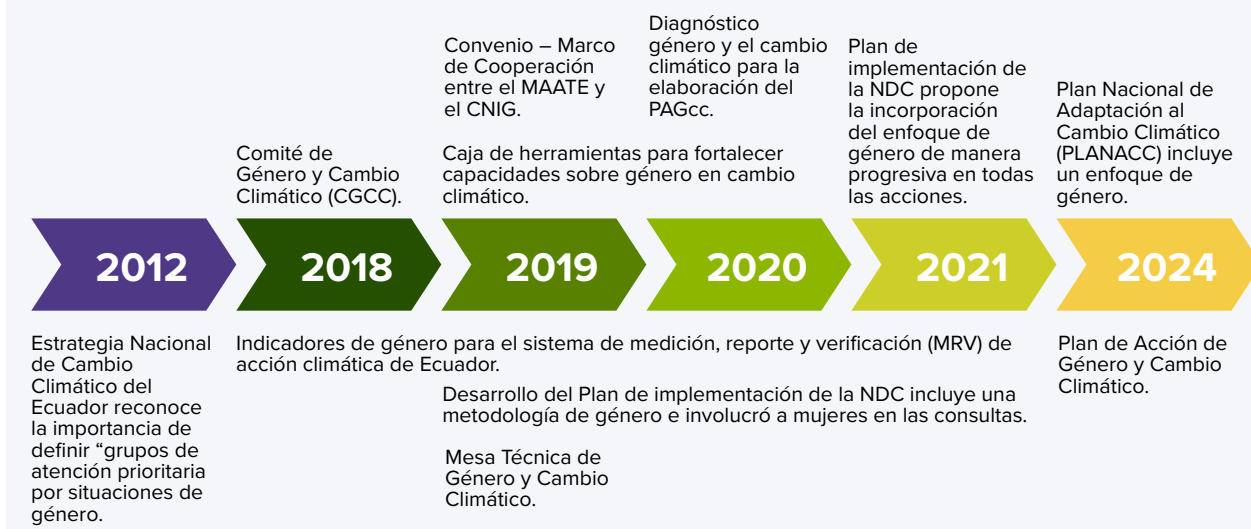 Comité de
Género y Cambio
Climático (CGCC).
Convenio – Marco
de Cooperación
entre el MAATE y
el CNIG.
Diagnóstico
género y el cambio
climático para la
elaboración del
PAGcc.
Caja de herramientas para fortalecer
capacidades sobre género en cambio
climático.
Plan de
implementación de
la NDC propone
la incorporación
del enfoque de
género de manera
progresiva en todas
las acciones.
Plan Nacional de
Adaptación al
Cambio Climático
(PLANACC) incluye
un enfoque de
género.
2012
2018
2019
2020
2021
2024
Estrategia Nacional
de Cambio
Climático del
Ecuador reconoce
la importancia de
definir “grupos de
atención prioritaria
por situaciones de
género.
Indicadores de género para el sistema de medición, reporte y verificación (MRV) de
acción climática de Ecuador.
Desarrollo del Plan de implementación de la NDC incluye una
metodología de género e involucró a mujeres en las consultas.
Mesa Técnica de
Género y Cambio
Climático.
Plan de Acción de
Género y Cambio
Climático.